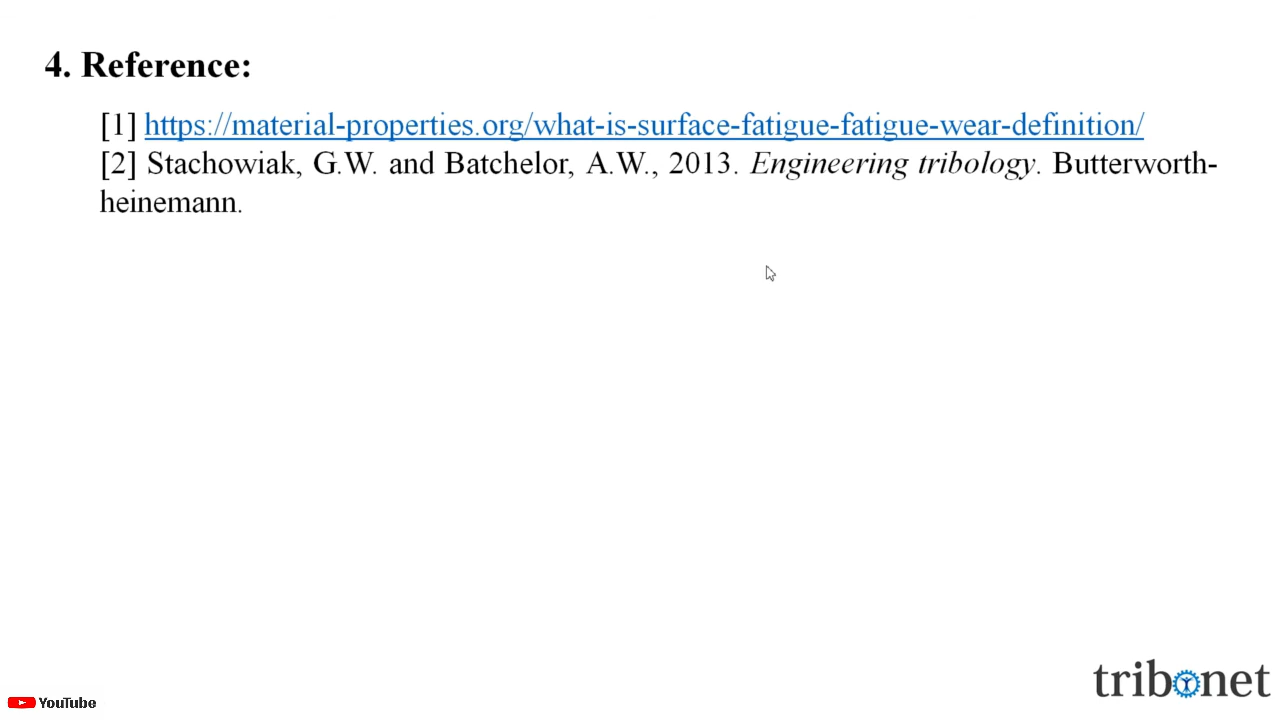 4. Reference:
[1] https://material-properties.org/what-is-surface-fatigue-fatigue-wear-definition/
[2] Stachowiak, G.W. and Batchelor, A.W., 2013. Engineering tribology. Butterworth-
heinemann.
tribonet
YouTube